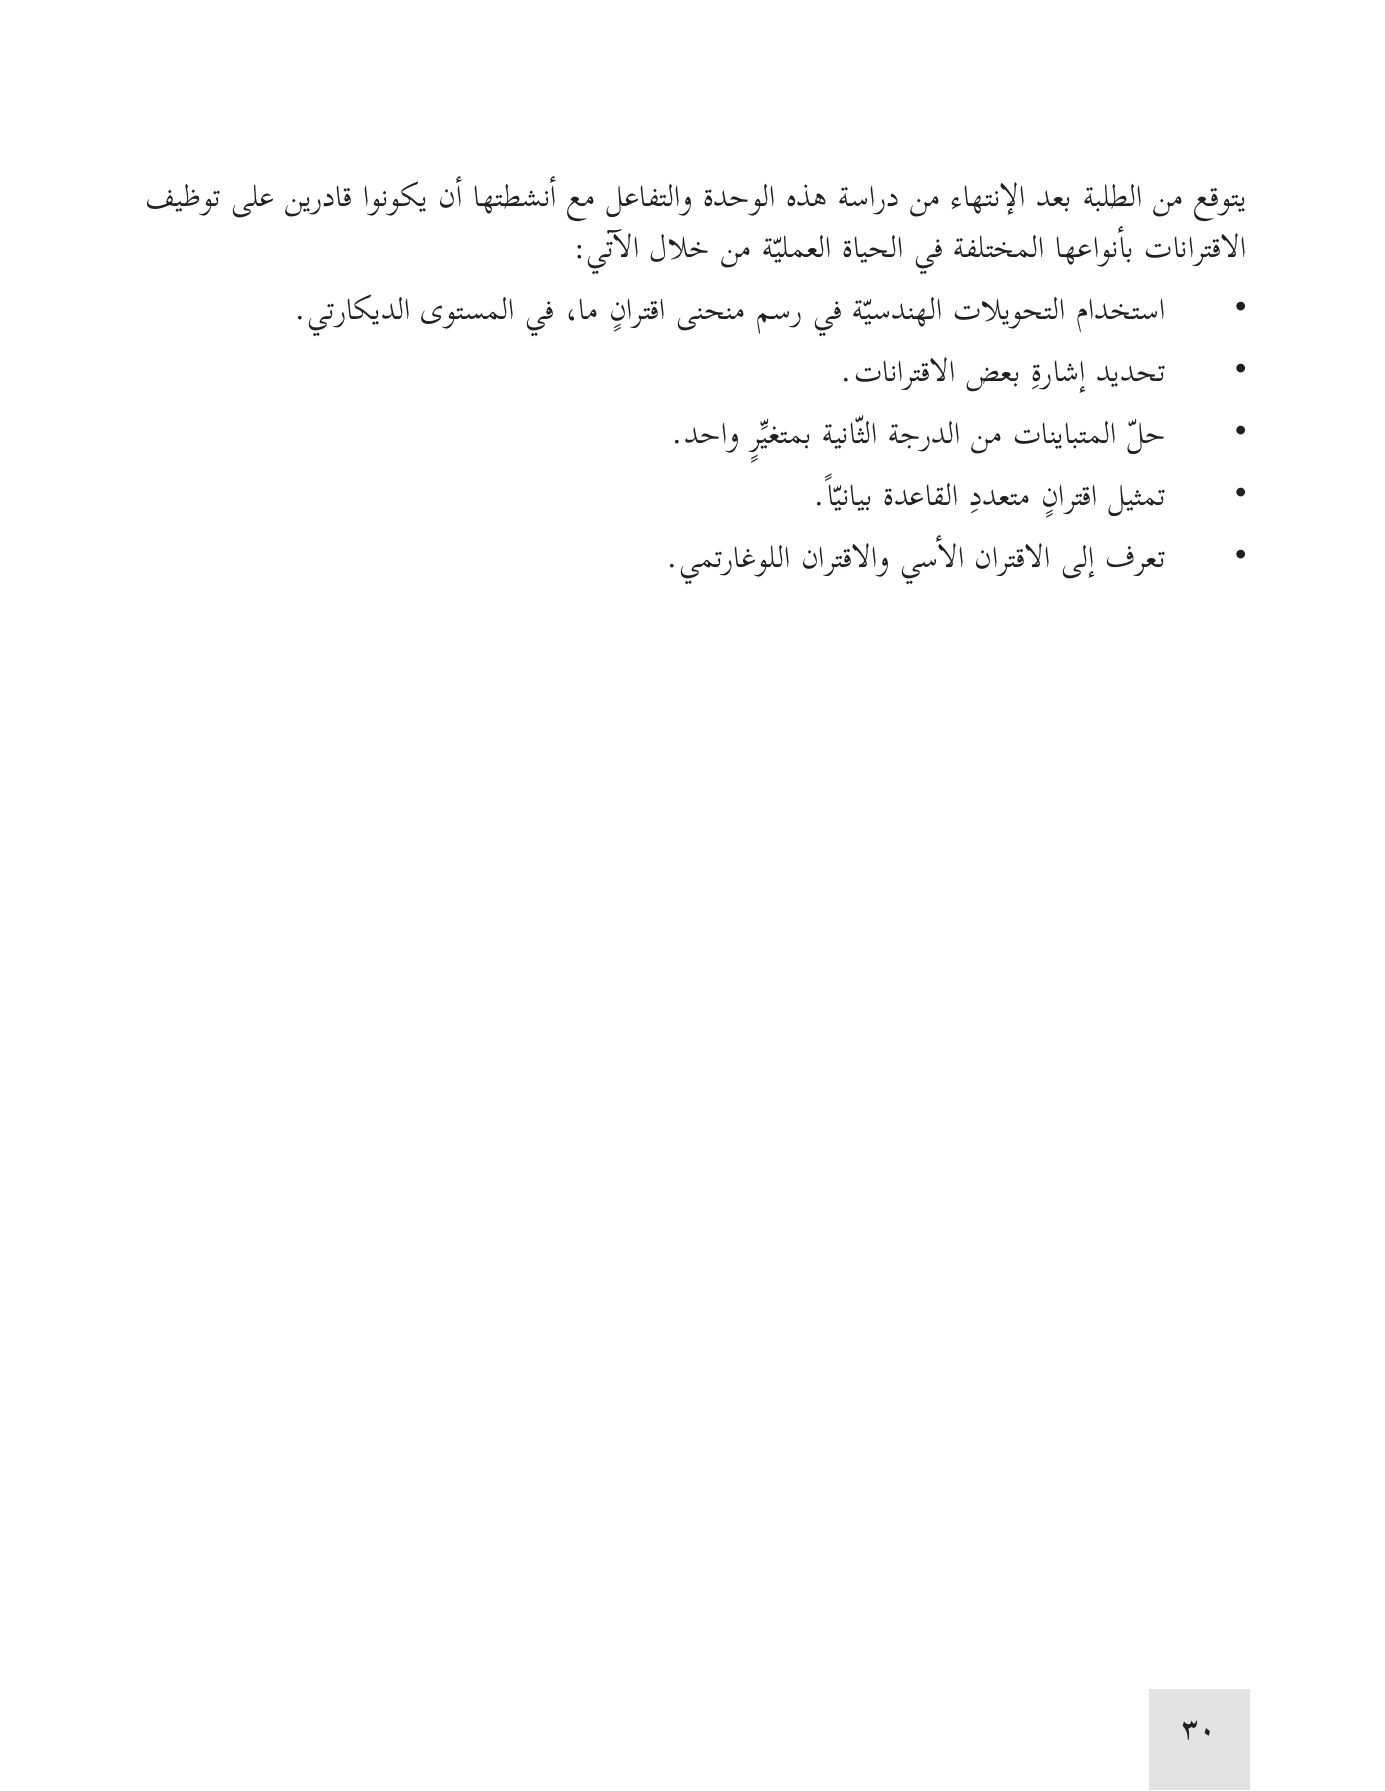 يتوقع من الطلبة بعد الإنتهاء من دراسة هذه الوحدة والتفاعل مع أنشطتها أن يكونوا قادرين على توظيف
الاقترانات بأنواعها المختلفة في الحياة العمليّة من خلال الآتي:
• استخدام التحويلات الهندسيّة في رسم منحنى اقترانٍ ما، في المستوى الديكارتي.
• تحديد إشارةِ بعض الاقترانات.
• حلّ المتباينات من الدرجة الثّانية بمتغيِّرٍ واحد.
• تمثيل اقترانٍ متعددِ القاعدة بيانيّاً.
• تعرف إلى الاقتران الأسي والاقتران اللوغارتمي.
٣٠